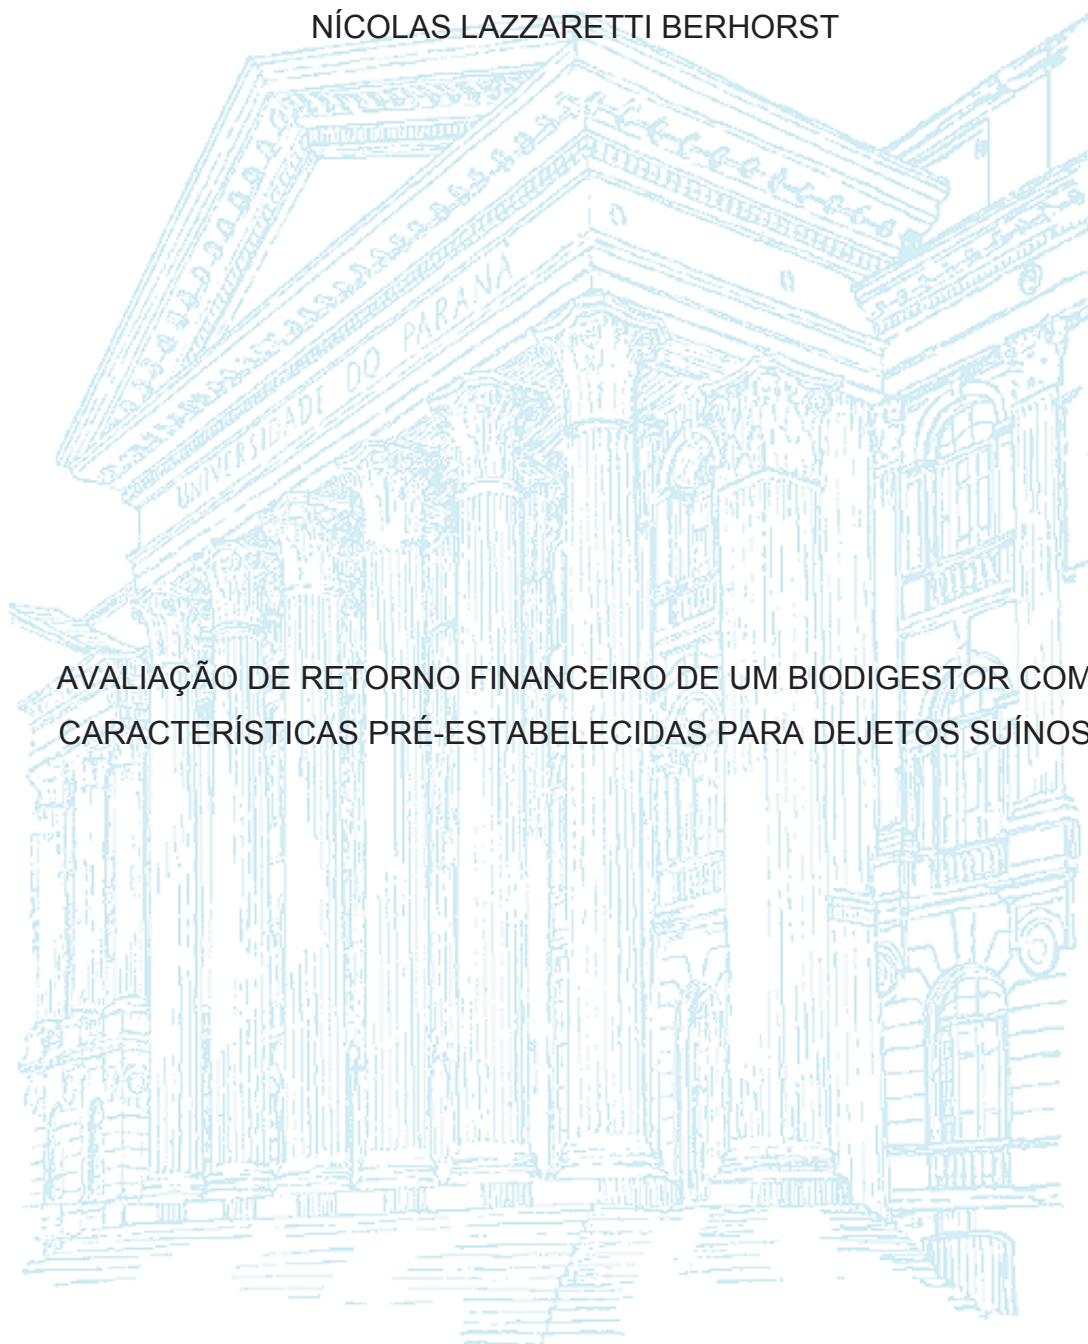 NÍCOLAS LAZZARETTI BERHORST
UNIVERSIDADE DO PARANÁ
AVALIAÇÃO DE RETORNO FINANCEIRO DE UM BIODIGESTOR COM
CARACTERÍSTICAS PRÉ-ESTABELECIDAS PARA DEJETOS SUÍNOS